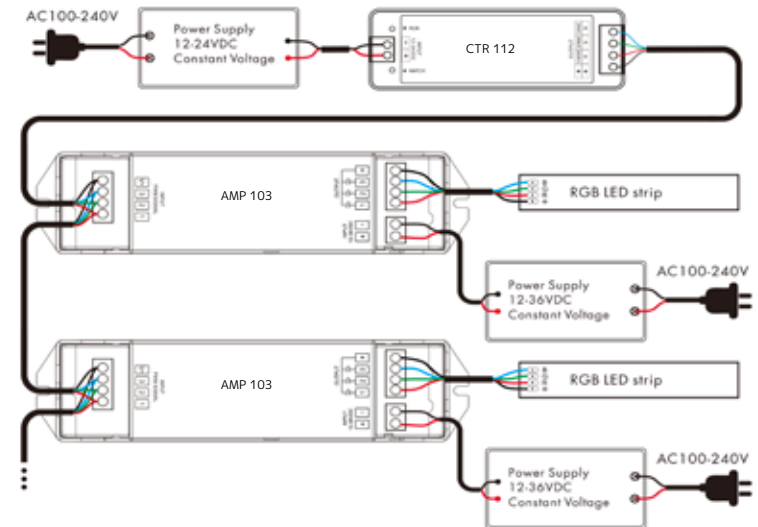 AC100-240V
Power Supply
12-24VDC
Constant Voltage
CTR 112
AMP 103
RGB LED strip
AC100-240V
Power Supply
12-36VDC
Constant Voltage
AMP 103
RGB LED strip
AC100-240V
Power Supply
12-36VDC
Constant Voltage